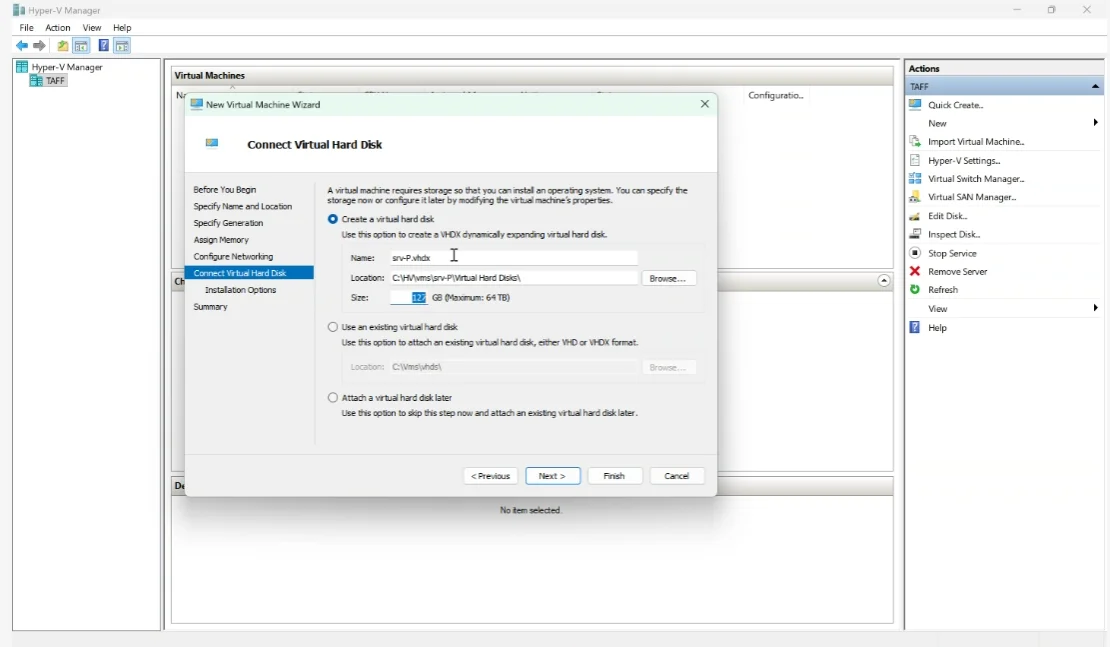 Hyper-V Manager
File Action View Help
Hyper-V Manager
TAFF
Virtual Machines
Configuratio...
New Virtual Machine Wizard
Connect Virtual Hard Disk
Before You Begin
Specify Name and Location
Specify Generation
Assign Memory
Configure Networking
Connect Virtual Hard Disk
Installation Options
Summary
A virtual machine requires storage so that you can install an operating system. You can specify the
storage now or configure it later by modifying the virtual machine's properties.
Create a virtual hard disk
Use this option to create a VHDX dynamically expanding virtual hard disk.
Name: srv-P.vhdx
Location: C:\HV\vms\srv-P\Virtual Hard Disks\ Browse...
Size: 127 GB (Maximum: 64 TB)
Use an existing virtual hard disk
Use this option to attach an existing virtual hard disk, either VHD or VHDX format.
Location: C:\Vms\vhds\ Browse...
Attach a virtual hard disk later
Use this option to skip this step now and attach an existing virtual hard disk later.
< Previous Next > Finish Cancel
No item selected.
Actions
TAFF
Quick Create...
New
Import Virtual Machine...
Hyper-V Settings...
Virtual Switch Manager...
Virtual SAN Manager...
Edit Disk...
Inspect Disk...
Stop Service
Remove Server
Refresh
View
Help